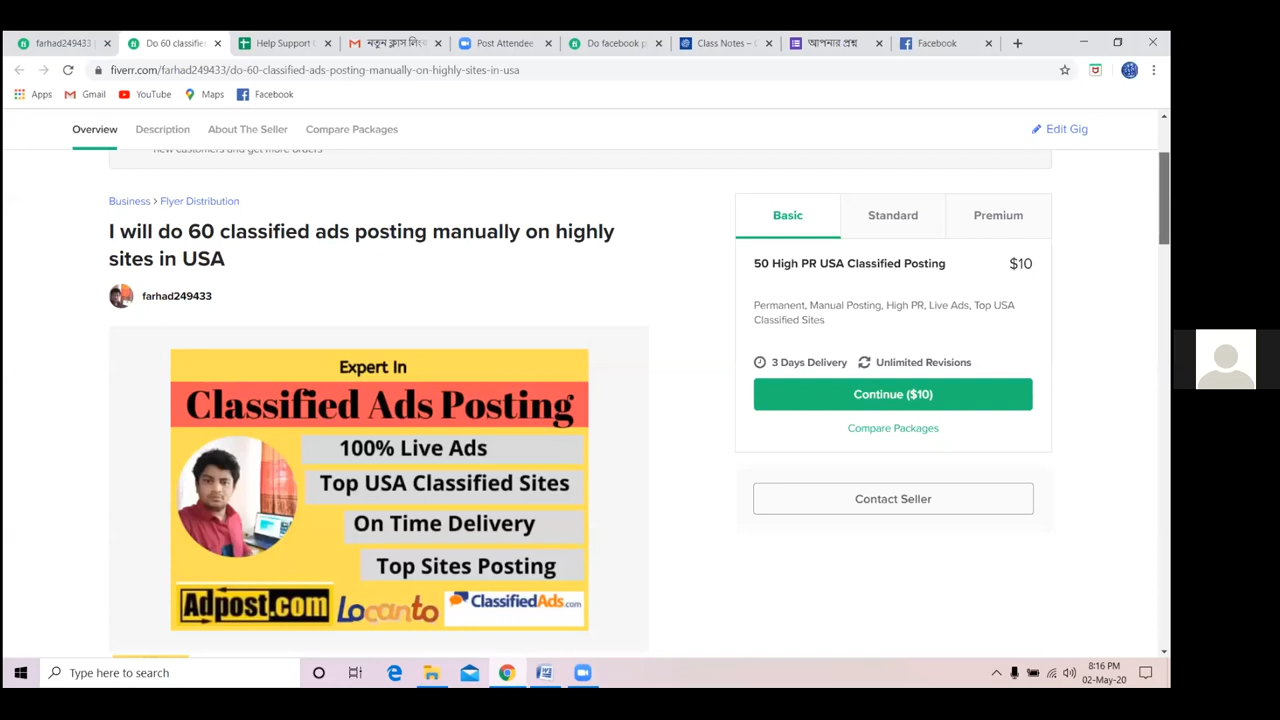 farhad249433
Do 60 classifie
Help Support
নতুন ক্লাস লিংক
Post Attendee
Do facebook p
Class Notes –
আপনার প্রশ্ন
Facebook
fiverr.com/farhad249433/do-60-classified-ads-posting-manually-on-highly-sites-in-usa
Apps
Gmail
YouTube
Maps
Facebook
Overview
Description
About The Seller
Compare Packages
Edit Gig
new customers and get more orders
Business > Flyer Distribution
I will do 60 classified ads posting manually on highly
sites in USA
farhad249433
Expert In
Classified Ads Posting
100% Live Ads
Top USA Classified Sites
On Time Delivery
Top Sites Posting
Adpost.com
Locanto
ClassifiedAds.com
Basic
Standard
Premium
50 High PR USA Classified Posting
$10
Permanent, Manual Posting, High PR, Live Ads, Top USA
Classified Sites
3 Days Delivery
Unlimited Revisions
Continue ($10)
Compare Packages
Contact Seller
Type here to search
8:16 PM
02-May-20